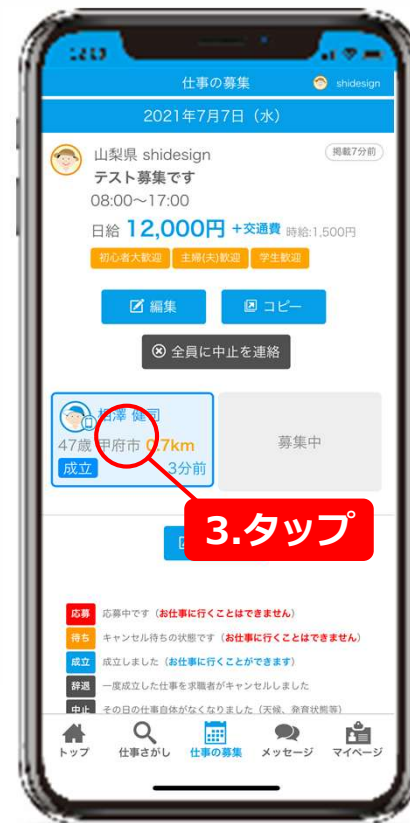 1213
仕事の募集
shidesign
2021年7月7日（水）
山梨県 shidesign
掲載7分前
テスト募集です
08:00〜17:00
日給 12,000円 +交通費 時給:1,500円
初心者大歓迎 主婦(夫)歓迎 学生歓迎
編集 コピー
全員に中止を連絡
相澤 健司
47歳 甲府市 0.7km
成立 3分前
募集中
3.タップ
応募 応募中です（お仕事に行くことはできません）
待ち キャンセル待ちの状態です（お仕事に行くことはできません）
成立 成立しました（お仕事に行くことができます）
辞退 一度成立した仕事を求職者がキャンセルしました
中止 その日の仕事自体がなくなりました（天候、発育状態等）
トップ 仕事さがし 仕事の募集 メッセージ マイページ